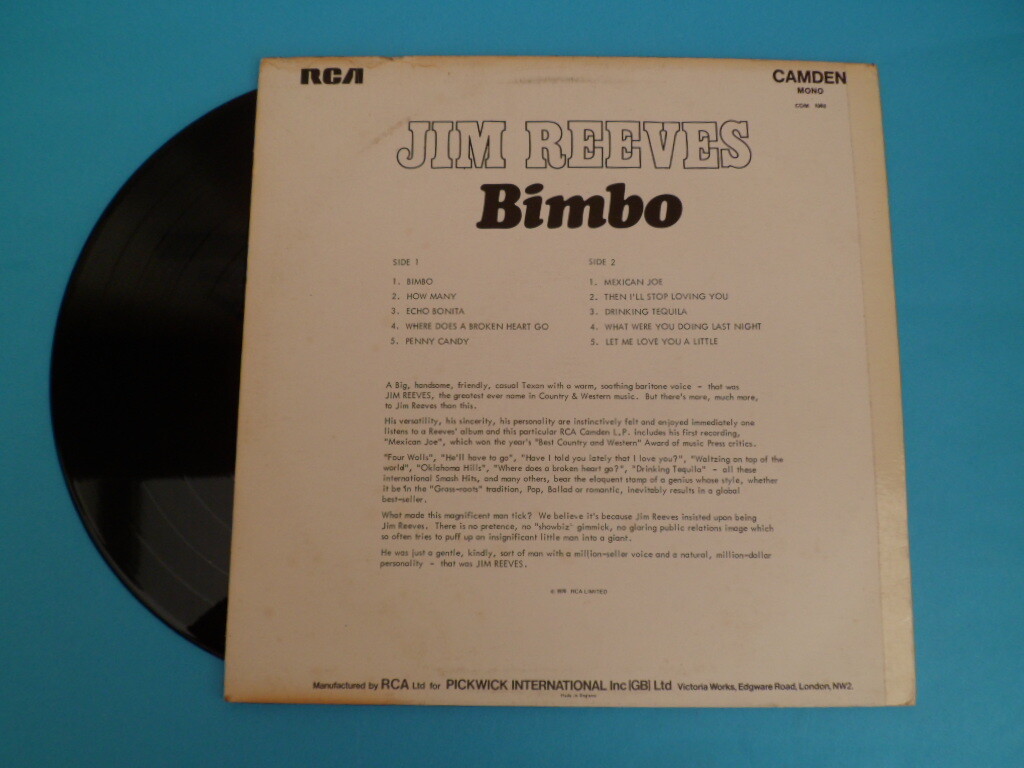 RCA
CAMDEN
MONO
CDM
JIM REEVES
Bimbo
SIDE 1
1. BIMBO
2. HOW MANY
3. ECHO BONITA
4. WHERE DOES A BROKEN HEART GO
5. PENNY CANDY
SIDE 2
1. MEXICAN JOE
2. THEN I'LL STOP LOVING YOU
3. DRINKING TEQUILA
4. WHAT WERE YOU DOING LAST NIGHT
5. LET ME LOVE YOU A LITTLE
A Big, handsome, friendly, casual Texan with a warm, soothing baritone voice - that was
JIM REEVES, the greatest ever name in Country & Western music. But there's more, much more,
to Jim Reeves than this.
His versatility, his sincerity, his personality are instinctively felt and enjoyed immediately one
listens to a Reeves' album and this particular RCA Camden L.P. includes his first recording,
"Mexican Joe", which won the year's "Best Country and Western" Award of music Press critics.
"Four Walls", "He'll have to go", "Have I told you lately that I love you?", "Waltzing on top of the
world", "Oklahoma Hills", "Where does a broken heart go?", "Drinking Tequila" - all these
international Smash Hits, and many others, bear the eloquent stamp of a genius whose style, whether
it be in the "Grass-roots" tradition, Pop, Ballad or romantic, inevitably results in a global
best-seller.
What made this magnificent man tick? We believe it's because Jim Reeves insisted upon being
Jim Reeves. There is no pretence, no "showbiz" gimmick, no glaring public relations image which
so often tries to puff up an insignificant little man into a giant.
He was just a gentle, kindly, sort of man with a million-seller voice and a natural, million-dollar
personality - that was JIM REEVES.
© RCA LIMITED
Manufactured by RCA Ltd for PICKWICK INTERNATIONAL Inc (GB) Ltd Victoria Works, Edgware Road, London, NW2.
Made in England